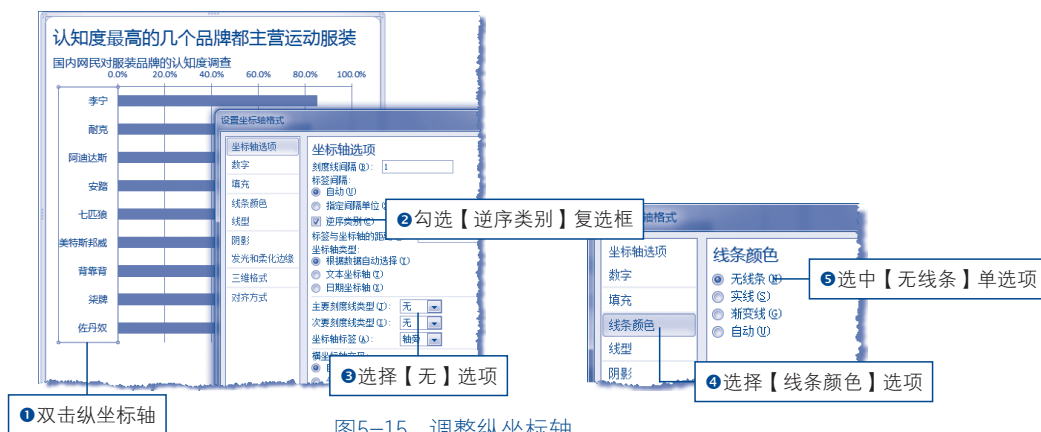 认知度最高的几个品牌都主营运动服装
国内网民对服装品牌的认知度调查
0.0% 20.0% 40.0% 60.0% 80.0% 100.0%
李宁
耐克
阿迪达斯
安踏
七匹狼
美特斯邦威
背靠背
柒牌
佐丹奴
❶双击纵坐标轴
设置坐标轴格式
坐标轴选项
数字
填充
线条颜色
线型
阴影
发光和柔化边缘
三维格式
对齐方式
坐标轴选项
刻度线间隔(B): 1
标签间隔:
自动(U)
指定间隔单位
逆序类别(C)
标签与坐标轴的距离
坐标轴类型:
根据数据自动选择(Y)
文本坐标轴(T)
日期坐标轴(X)
主要刻度线类型(J): 无
次要刻度线类型(I): 无
坐标轴标签(A): 轴旁
❷勾选【逆序类别】复选框
❸选择【无】选项
轴格式
坐标轴选项
数字
填充
线条颜色
线型
阴影
线条颜色
无线条(N)
实线(S)
渐变线(G)
自动(U)
❺选中【无线条】单选项
❹选择【线条颜色】选项
图5-15 调整纵坐标轴